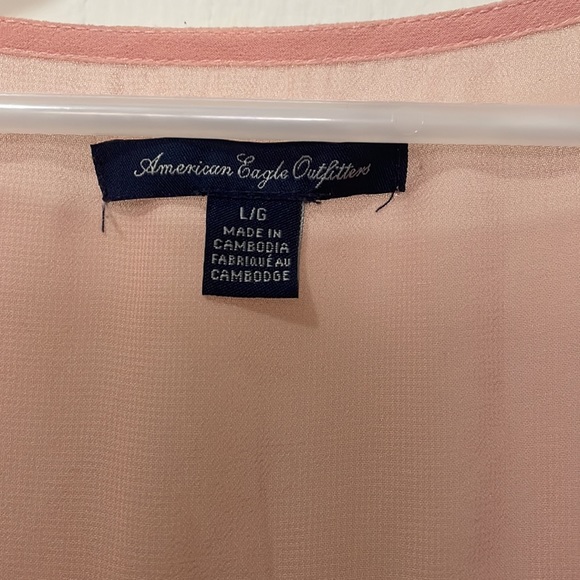 American Eagle Outfitters
L/G
MADE IN
CAMBODIA
FABRIQUÉ AU
CAMBODGE